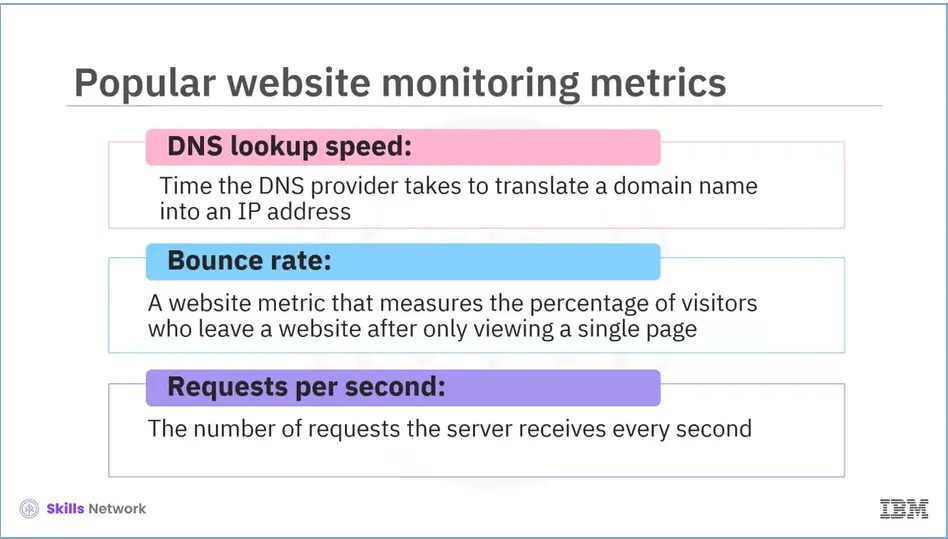 Popular website monitoring metrics
DNS lookup speed:
Time the DNS provider takes to translate a domain name
into an IP address
Bounce rate:
A website metric that measures the percentage of visitors
who leave a website after only viewing a single page
Requests per second:
The number of requests the server receives every second
Skills Network
IBM